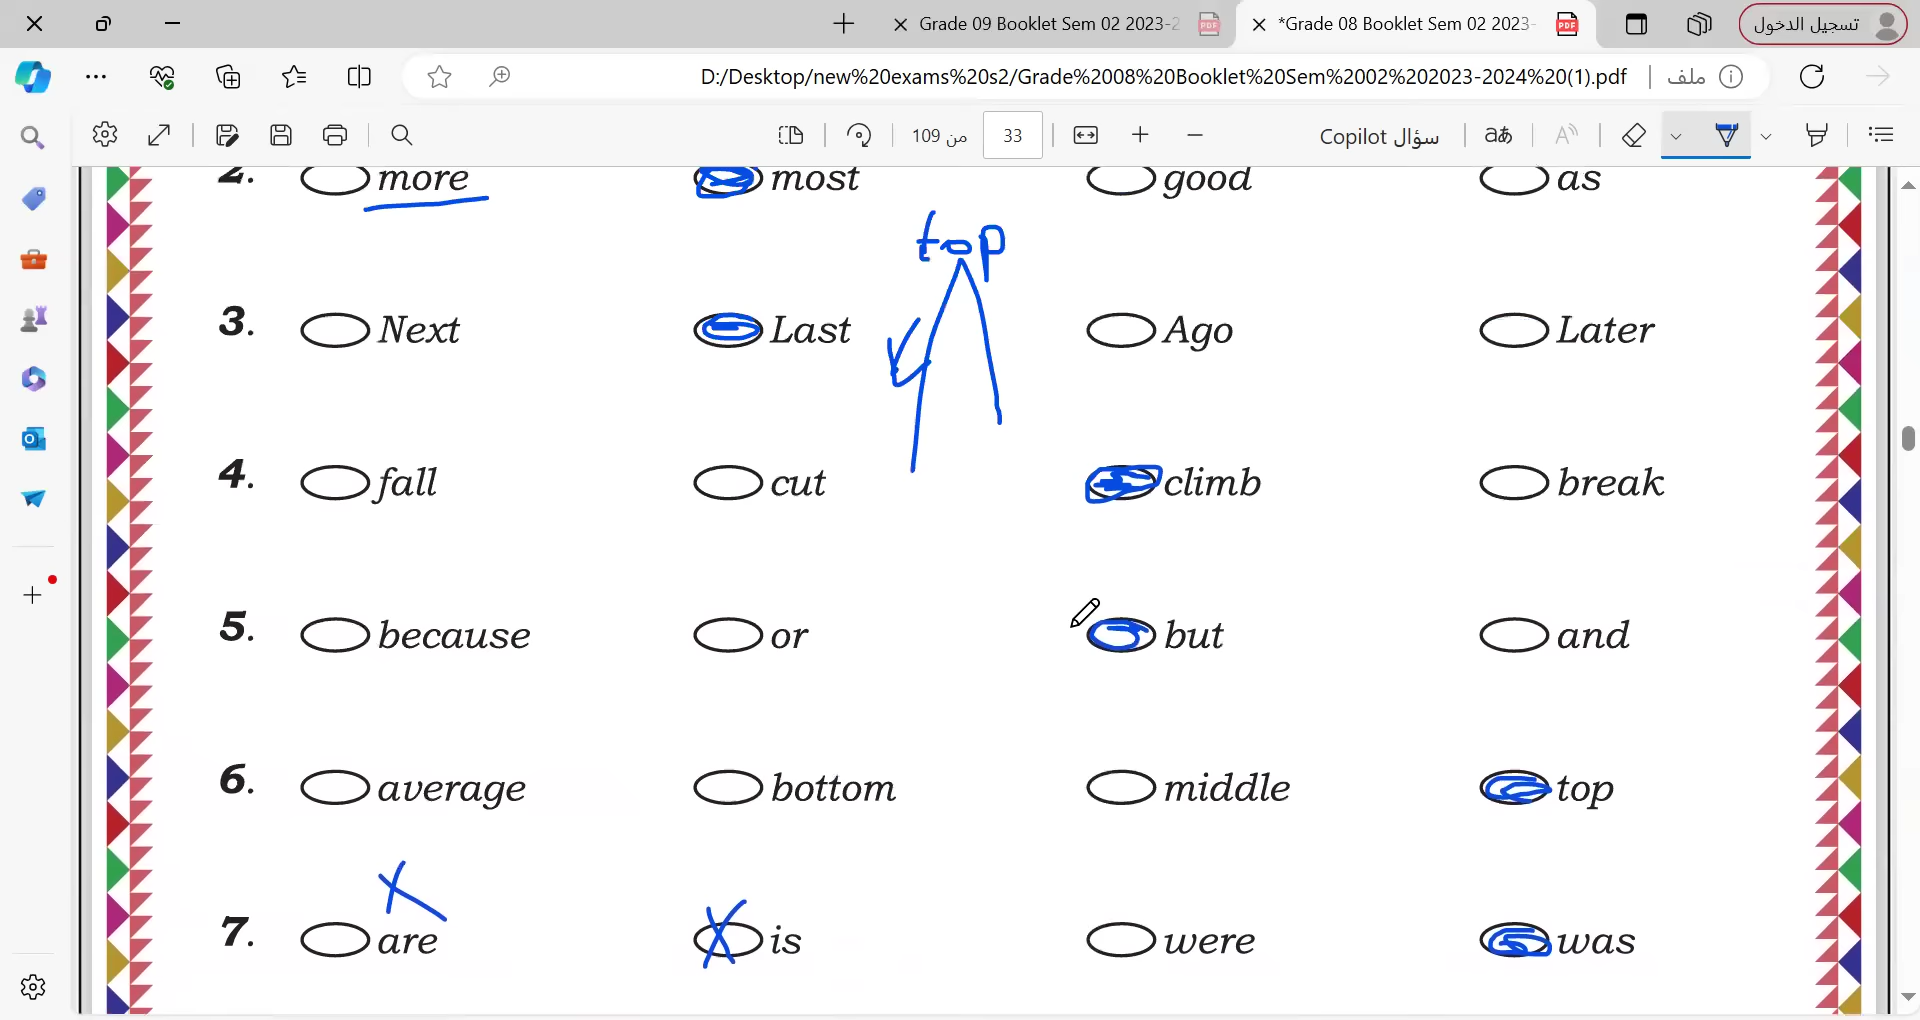 Grade 09 Booklet Sem 02 2023-2
*Grade 08 Booklet Sem 02 2023-
تسجيل الدخول
D:/Desktop/new%20exams%20s2/Grade%2008%20Booklet%20Sem%2002%202023-2024%20(1).pdf
ملف
109 من
33
سؤال Copilot
2. more most good as
top
3. Next Last Ago Later
4. fall cut climb break
5. because or but and
6. average bottom middle top
7. are is were was